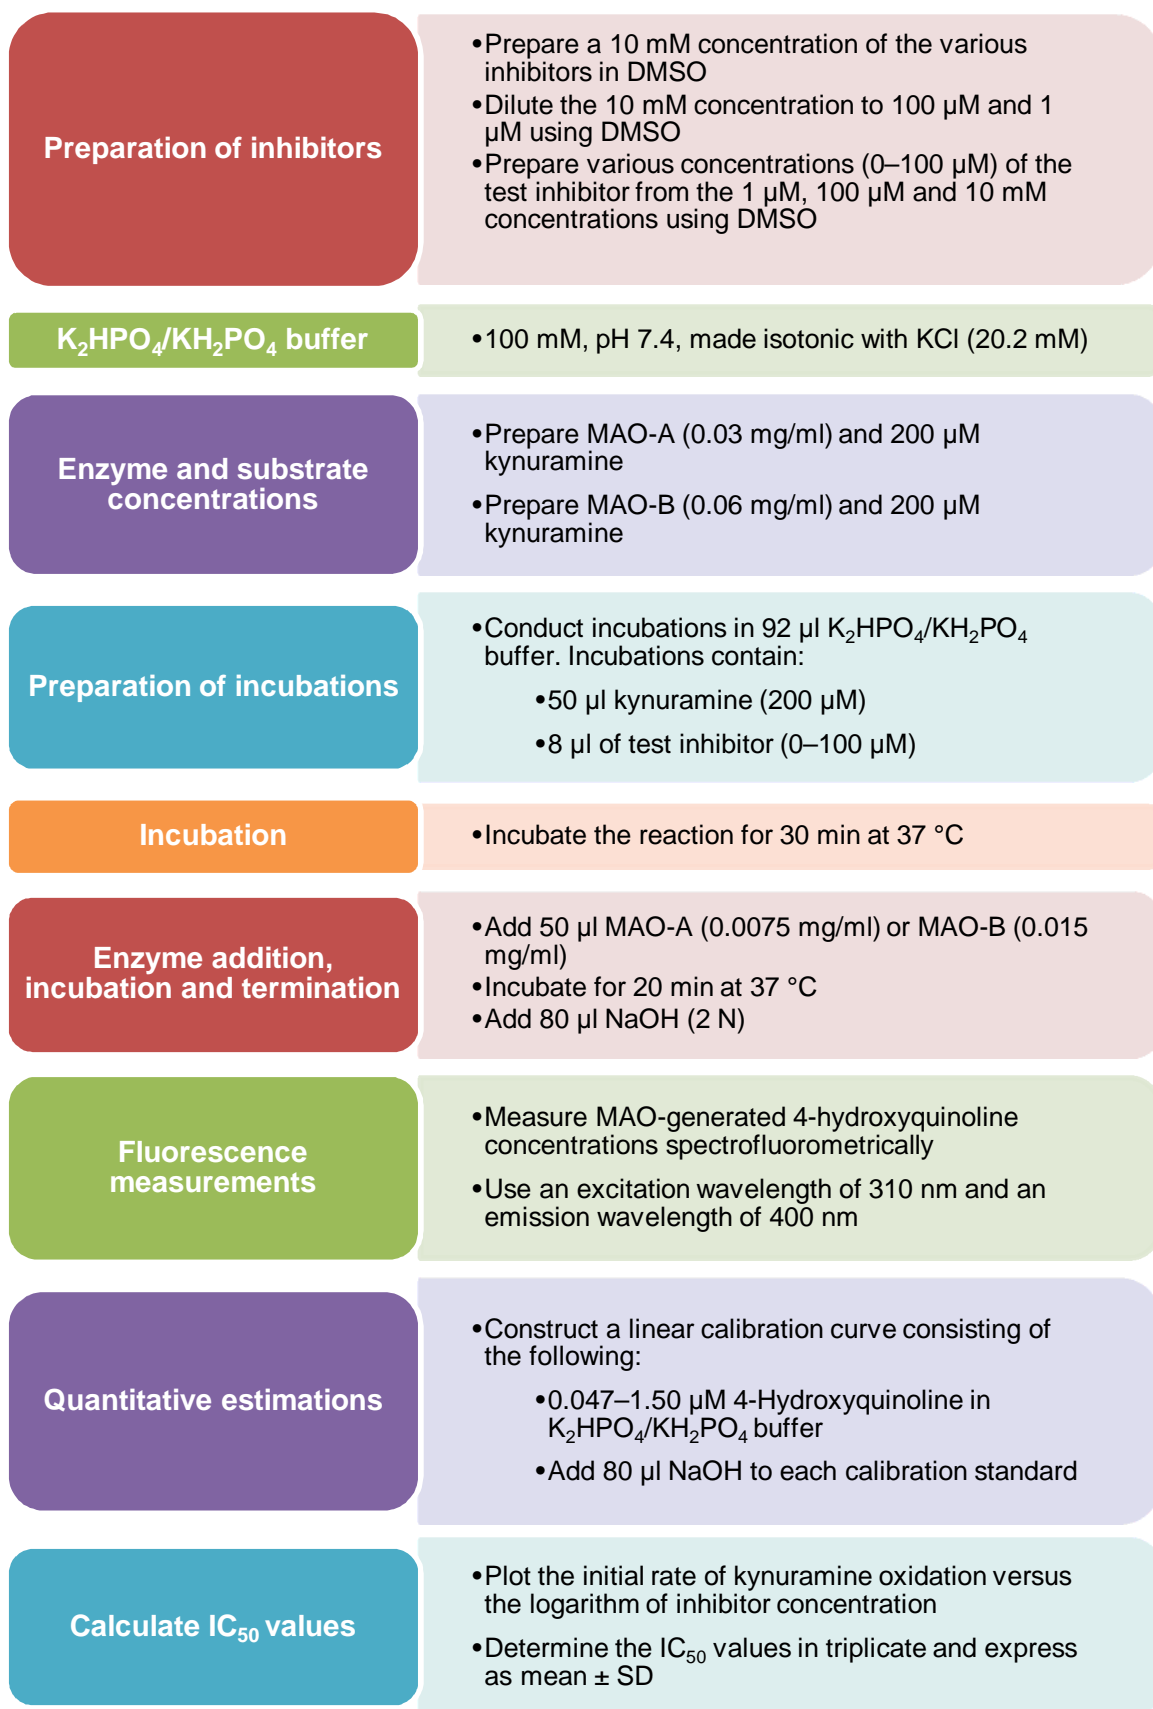 Preparation of inhibitors
•Prepare a 10 mM concentration of the various
inhibitors in DMSO
•Dilute the 10 mM concentration to 100 µM and 1
µM using DMSO
•Prepare various concentrations (0–100 µM) of the
test inhibitor from the 1 µM, 100 µM and 10 mM
concentrations using DMSO
K₂HPO₄/KH₂PO₄ buffer
•100 mM, pH 7.4, made isotonic with KCl (20.2 mM)
Enzyme and substrate
concentrations
•Prepare MAO-A (0.03 mg/ml) and 200 µM
kynuramine
•Prepare MAO-B (0.06 mg/ml) and 200 µM
kynuramine
Preparation of incubations
•Conduct incubations in 92 µl K₂HPO₄/KH₂PO₄
buffer. Incubations contain:
•50 µl kynuramine (200 µM)
•8 µl of test inhibitor (0–100 µM)
Incubation
•Incubate the reaction for 30 min at 37 °C
Enzyme addition,
incubation and termination
•Add 50 µl MAO-A (0.0075 mg/ml) or MAO-B (0.015
mg/ml)
•Incubate for 20 min at 37 °C
•Add 80 µl NaOH (2 N)
Fluorescence
measurements
•Measure MAO-generated 4-hydroxyquinoline
concentrations spectrofluorometrically
•Use an excitation wavelength of 310 nm and an
emission wavelength of 400 nm
Quantitative estimations
•Construct a linear calibration curve consisting of
the following:
•0.047–1.50 µM 4-Hydroxyquinoline in
K₂HPO₄/KH₂PO₄ buffer
•Add 80 µl NaOH to each calibration standard
Calculate IC₅₀ values
•Plot the initial rate of kynuramine oxidation versus
the logarithm of inhibitor concentration
•Determine the IC₅₀ values in triplicate and express
as mean ± SD